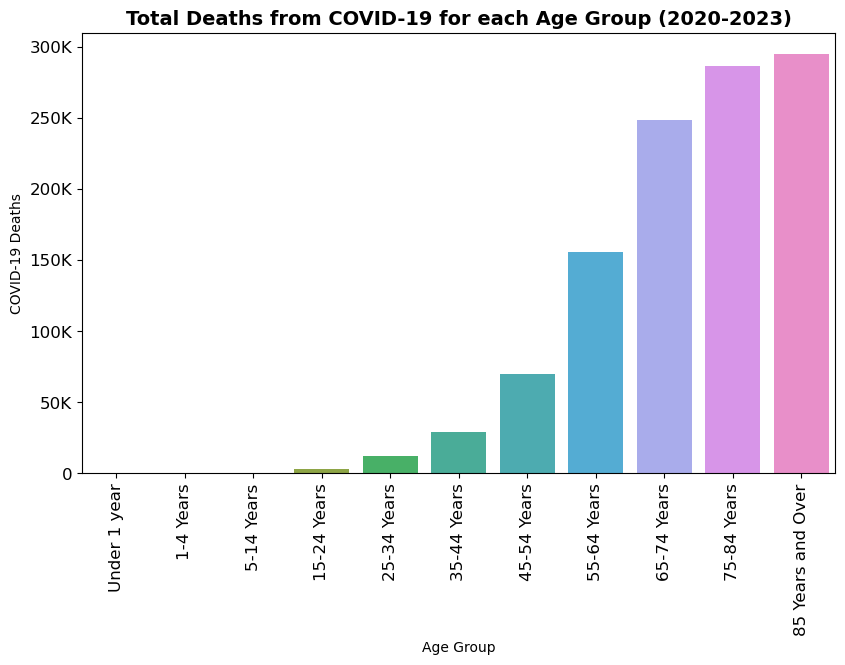 Total Deaths from COVID-19 for each Age Group (2020-2023)
300K
250K
200K
150K
100K
50K
0
COVID-19 Deaths
Under 1 year
1-4 Years
5-14 Years
15-24 Years
25-34 Years
35-44 Years
45-54 Years
55-64 Years
65-74 Years
75-84 Years
85 Years and Over
Age Group